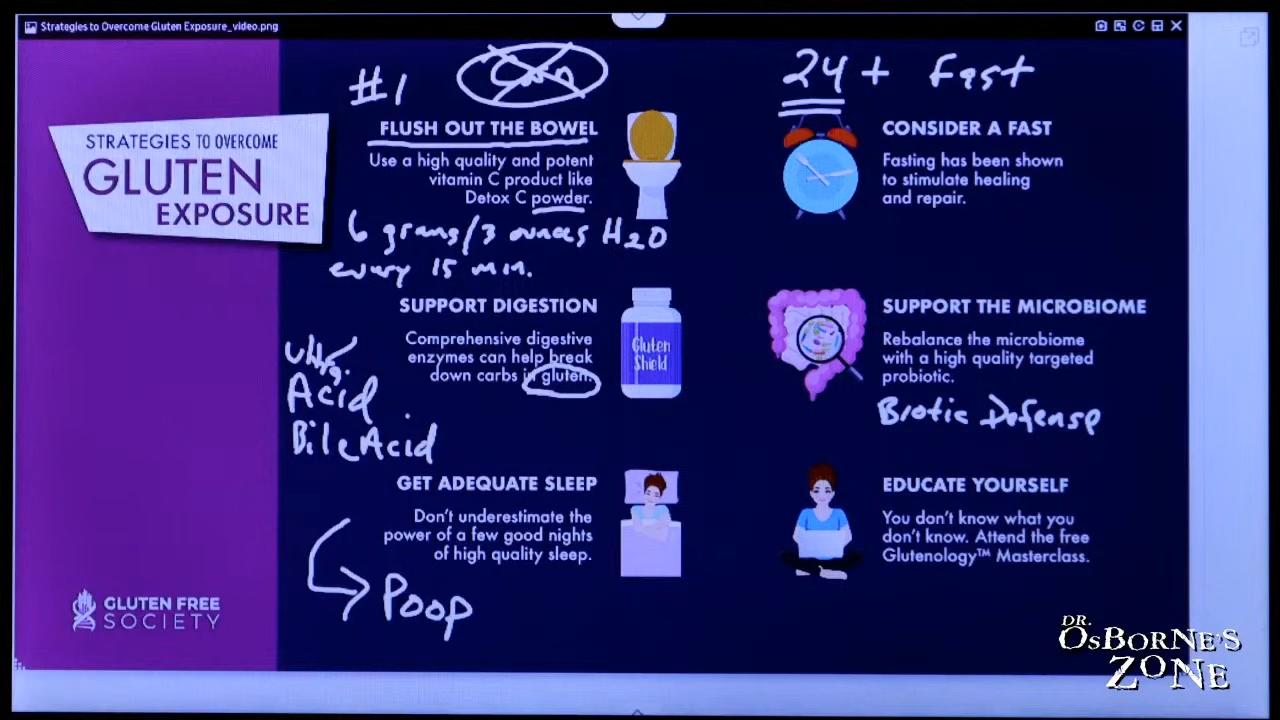 Strategies to Overcome Gluten Exposure_video.png
STRATEGIES TO OVERCOME
GLUTEN
EXPOSURE
#1
FLUSH OUT THE BOWEL
Use a high quality and potent
vitamin C product like
Detox C powder.
6 grams/3 ounces H2O
every 15 min.
24+ Fast
CONSIDER A FAST
Fasting has been shown
to stimulate healing
and repair.
SUPPORT DIGESTION
Comprehensive digestive
enzymes can help break
down carbs in gluten.
Gluten
Shield
Acid
Bile Acid
SUPPORT THE MICROBIOME
Rebalance the microbiome
with a high quality targeted
probiotic.
Biotic Defense
GET ADEQUATE SLEEP
Don't underestimate the
power of a few good nights
of high quality sleep.
Poop
EDUCATE YOURSELF
You don't know what you
don't know. Attend the free
Glutenology™ Masterclass.
GLUTEN FREE
SOCIETY
DR.
OSBORNE'S
ZONE